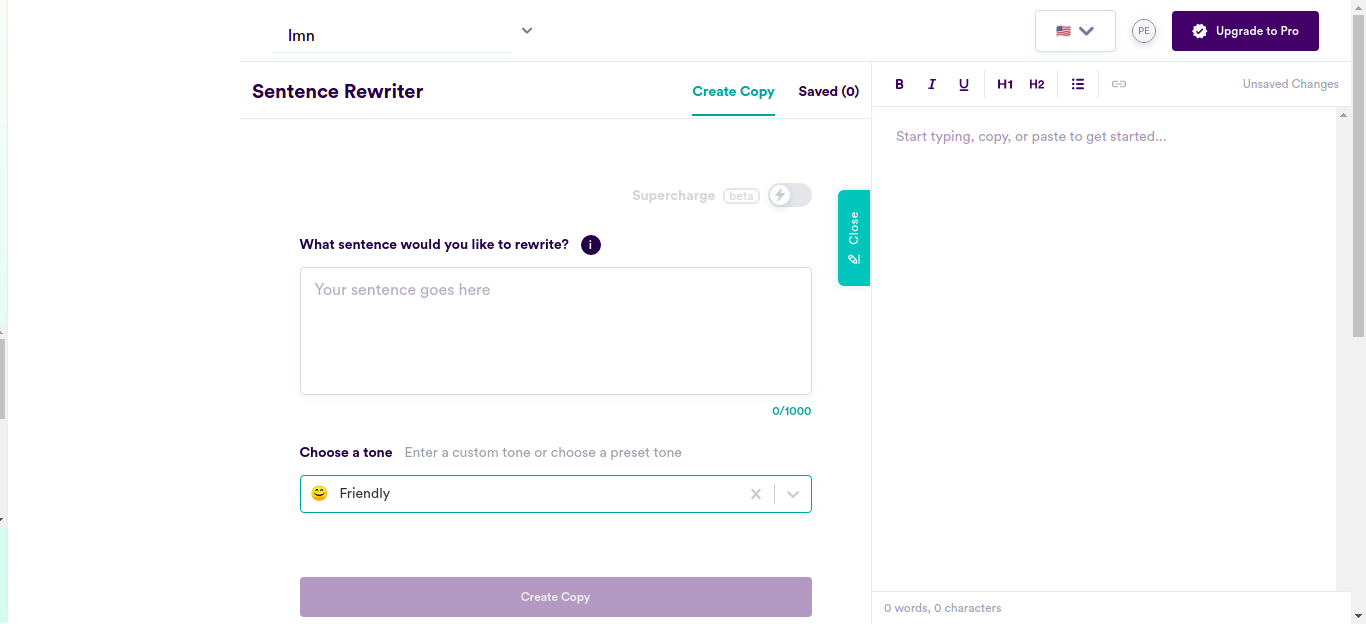 lmn
PE
Upgrade to Pro
Sentence Rewriter
Create Copy
Saved (0)
B I U H1 H2
Unsaved Changes
Start typing, copy, or paste to get started...
Supercharge beta
Close
What sentence would you like to rewrite? i
Your sentence goes here
0/1000
Choose a tone Enter a custom tone or choose a preset tone
😊 Friendly
Create Copy
0 words, 0 characters